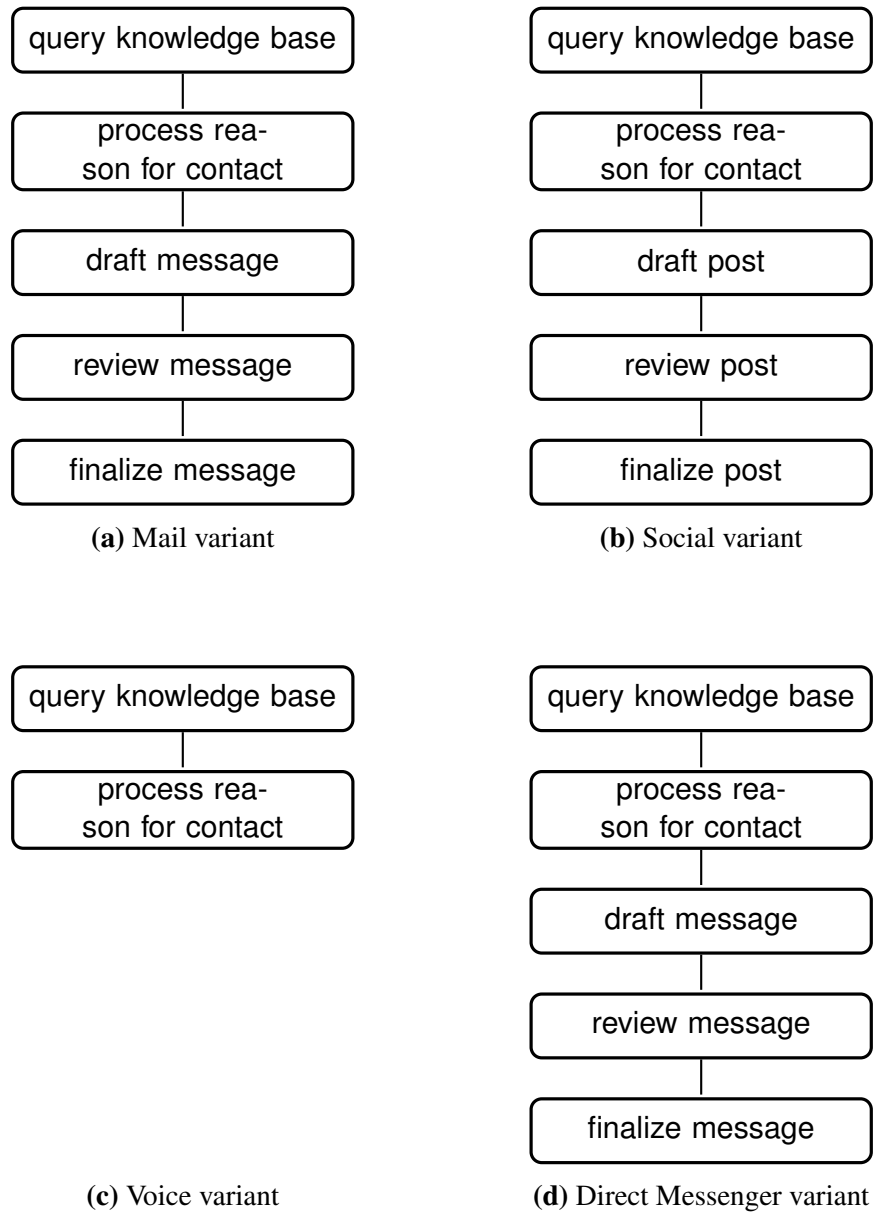 query knowledge base
process rea-
son for contact
draft message
review message
finalize message
(a) Mail variant
query knowledge base
process rea-
son for contact
draft post
review post
finalize post
(b) Social variant
query knowledge base
process rea-
son for contact
(c) Voice variant
query knowledge base
process rea-
son for contact
draft message
review message
finalize message
(d) Direct Messenger variant